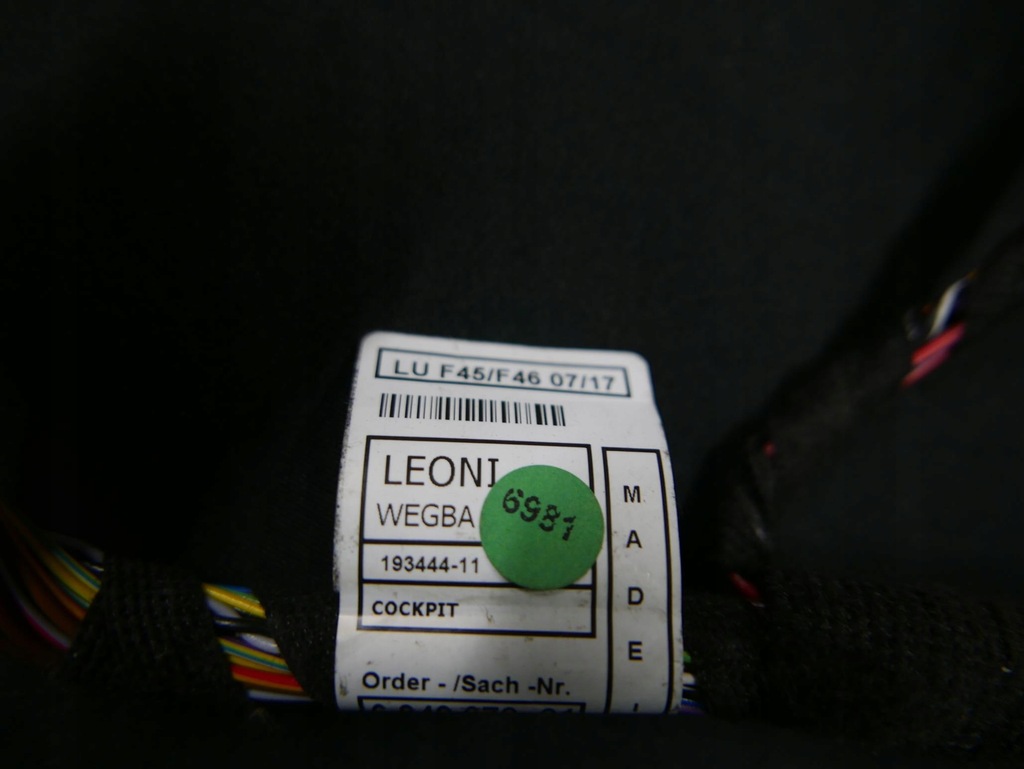 LU F45/F46 07/17
LEONI
WEGBA
6981
193444-11
COCKPIT
MADE
Order - /Sach -Nr.